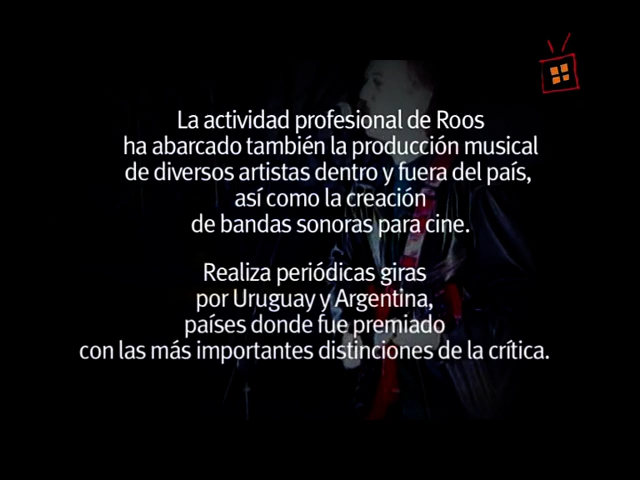 La actividad profesional de Roos
ha abarcado también la producción musical
de diversos artistas dentro y fuera del país,
así como la creación
de bandas sonoras para cine.
Realiza periódicas giras
por Uruguay y Argentina,
países donde fue premiado
con las más importantes distinciones de la crítica.